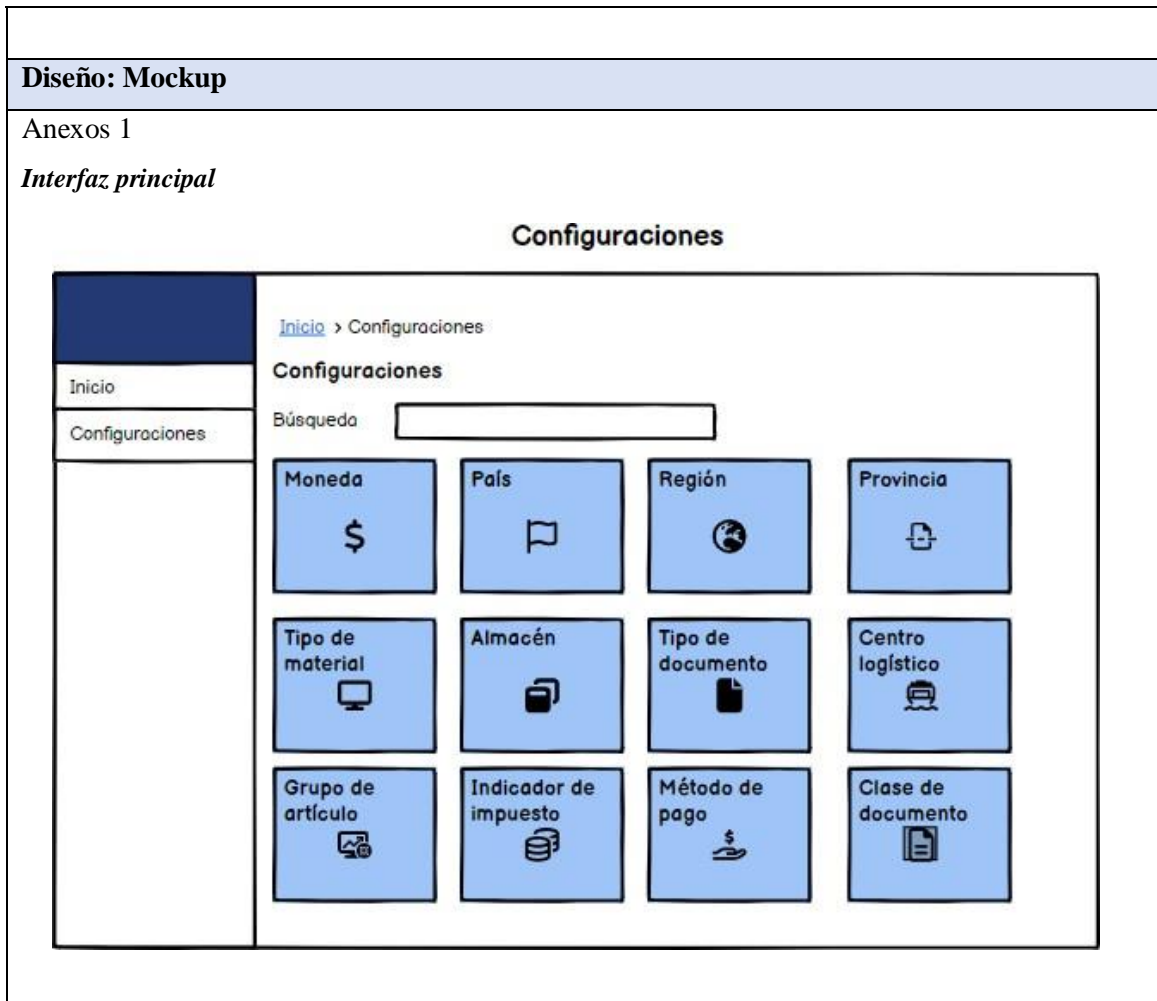 Diseño: Mockup
Anexos 1
Interfaz principal
Configuraciones
Inicio > Configuraciones
Configuraciones
Inicio
Búsqueda
Configuraciones
Moneda
$
País
Región
Provincia
Tipo de
material
Almacén
Tipo de
documento
Centro
logístico
Grupo de
artículo
Indicador de
impuesto
Método de
pago
$
Clase de
documento